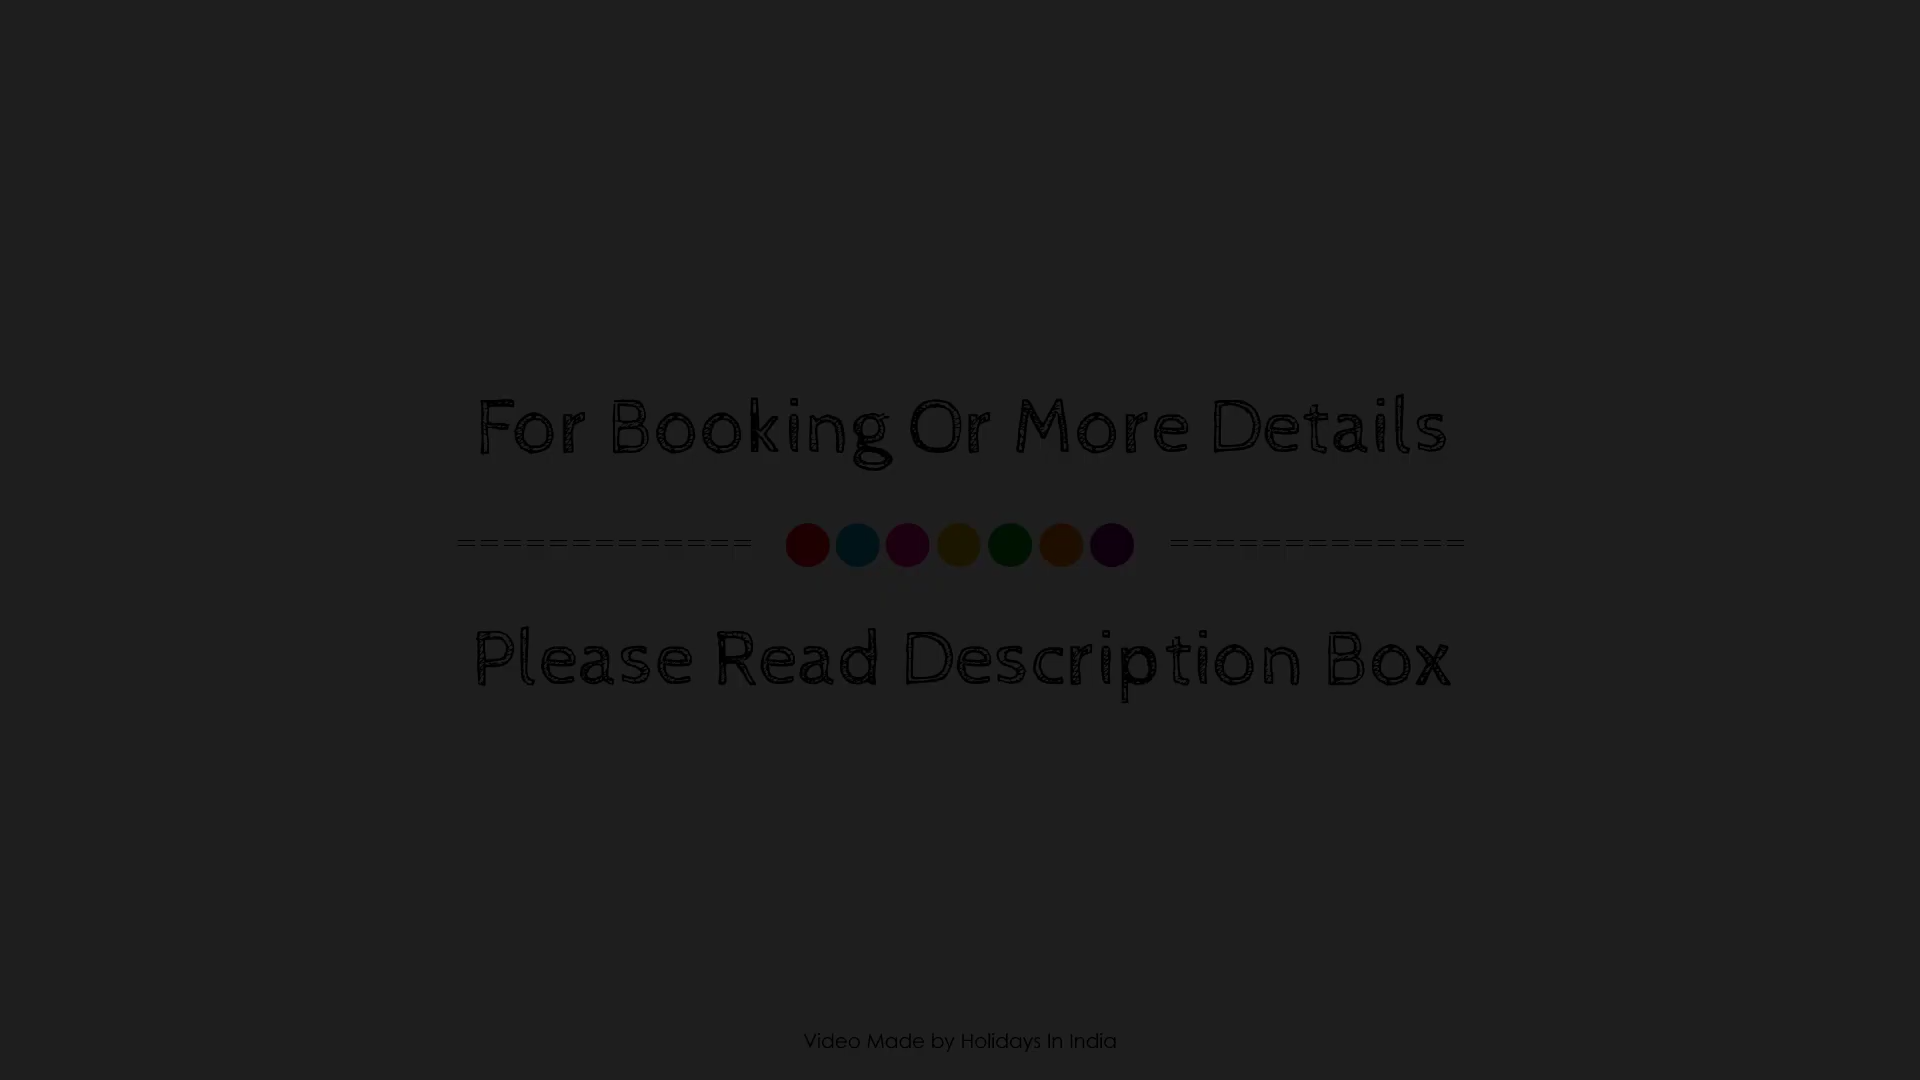 For Booking Or More Details
============= =============
Please Read Description Box
Video Made by Holidays In India